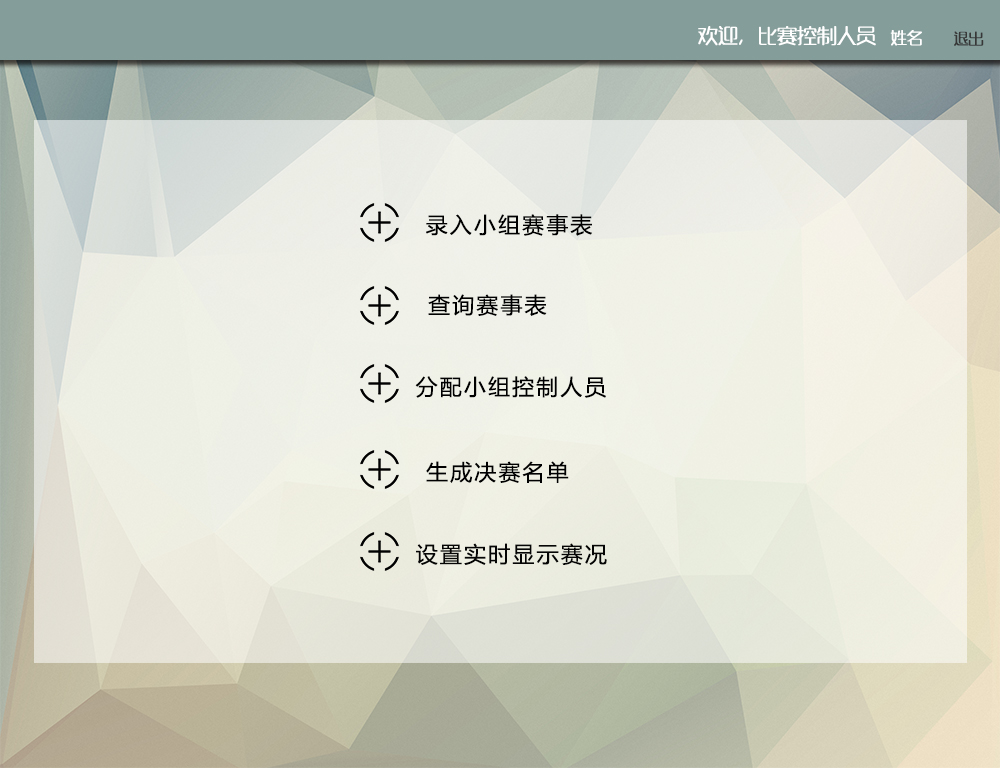 欢迎，比赛控制人员 姓名 退出
录入小组赛事表
查询赛事表
分配小组控制人员
生成决赛名单
设置实时显示赛况